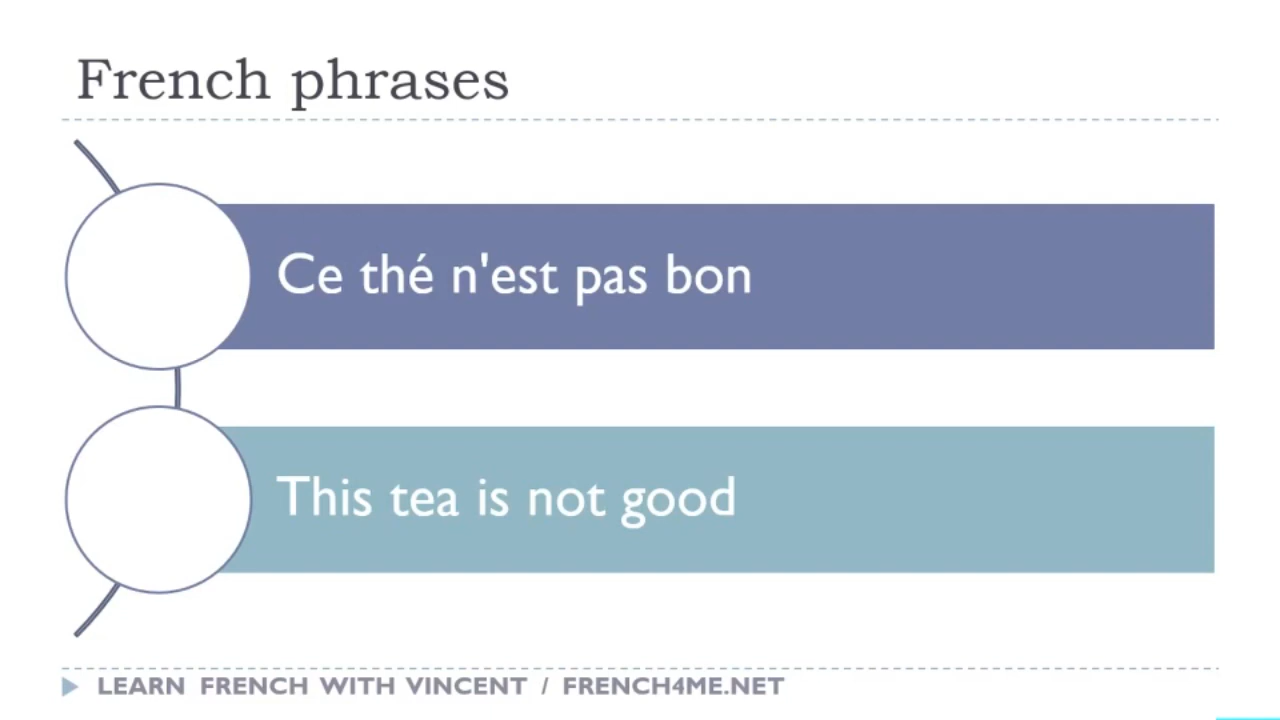 French phrases
Ce thé n'est pas bon
This tea is not good
LEARN FRENCH WITH VINCENT / FRENCH4ME.NET